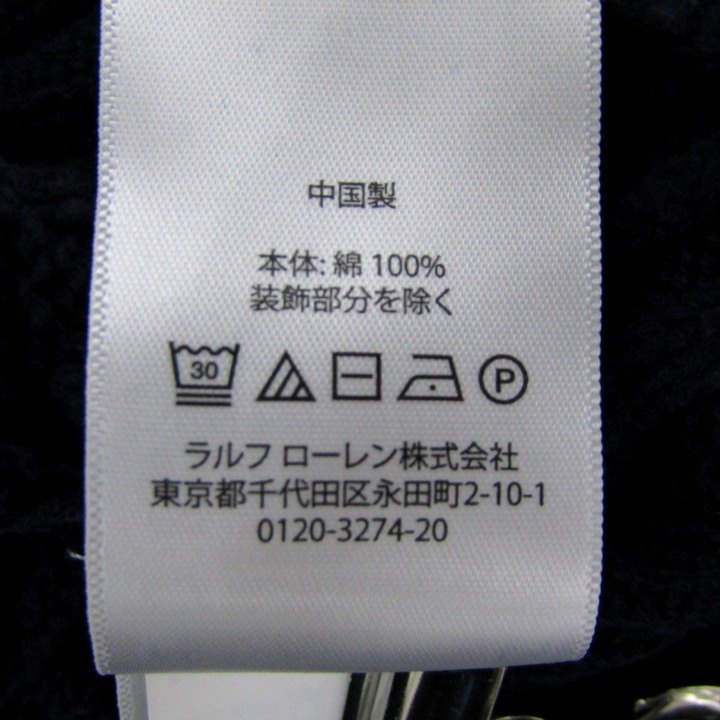 中国製
本体: 綿 100%
装飾部分を除く
30 P
ラルフ ローレン株式会社
東京都千代田区永田町2-10-1
0120-3274-20